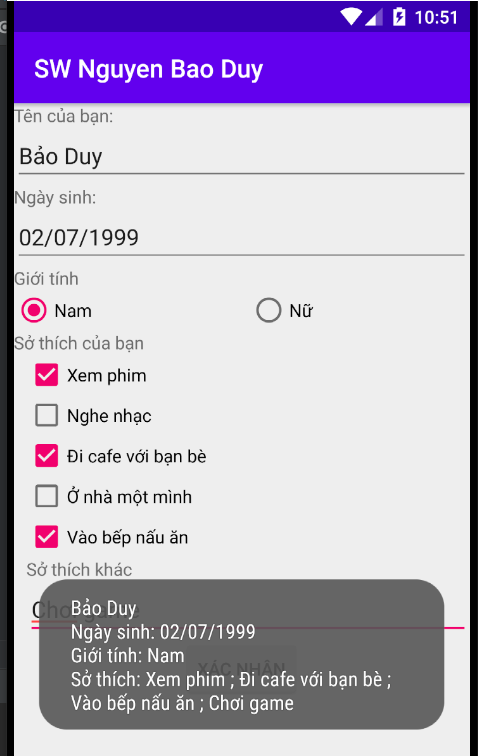 10:51
SW Nguyen Bao Duy
Tên của bạn:
Bảo Duy
Ngày sinh:
02/07/1999
Giới tính
Nam
Nữ
Sở thích của bạn
Xem phim
Nghe nhạc
Đi cafe với bạn bè
Ở nhà một mình
Vào bếp nấu ăn
Sở thích khác
Chơi game
XÁC NHẬN
Bảo Duy
Ngày sinh: 02/07/1999
Giới tính: Nam
Sở thích: Xem phim ; Đi cafe với bạn bè ;
Vào bếp nấu ăn ; Chơi game